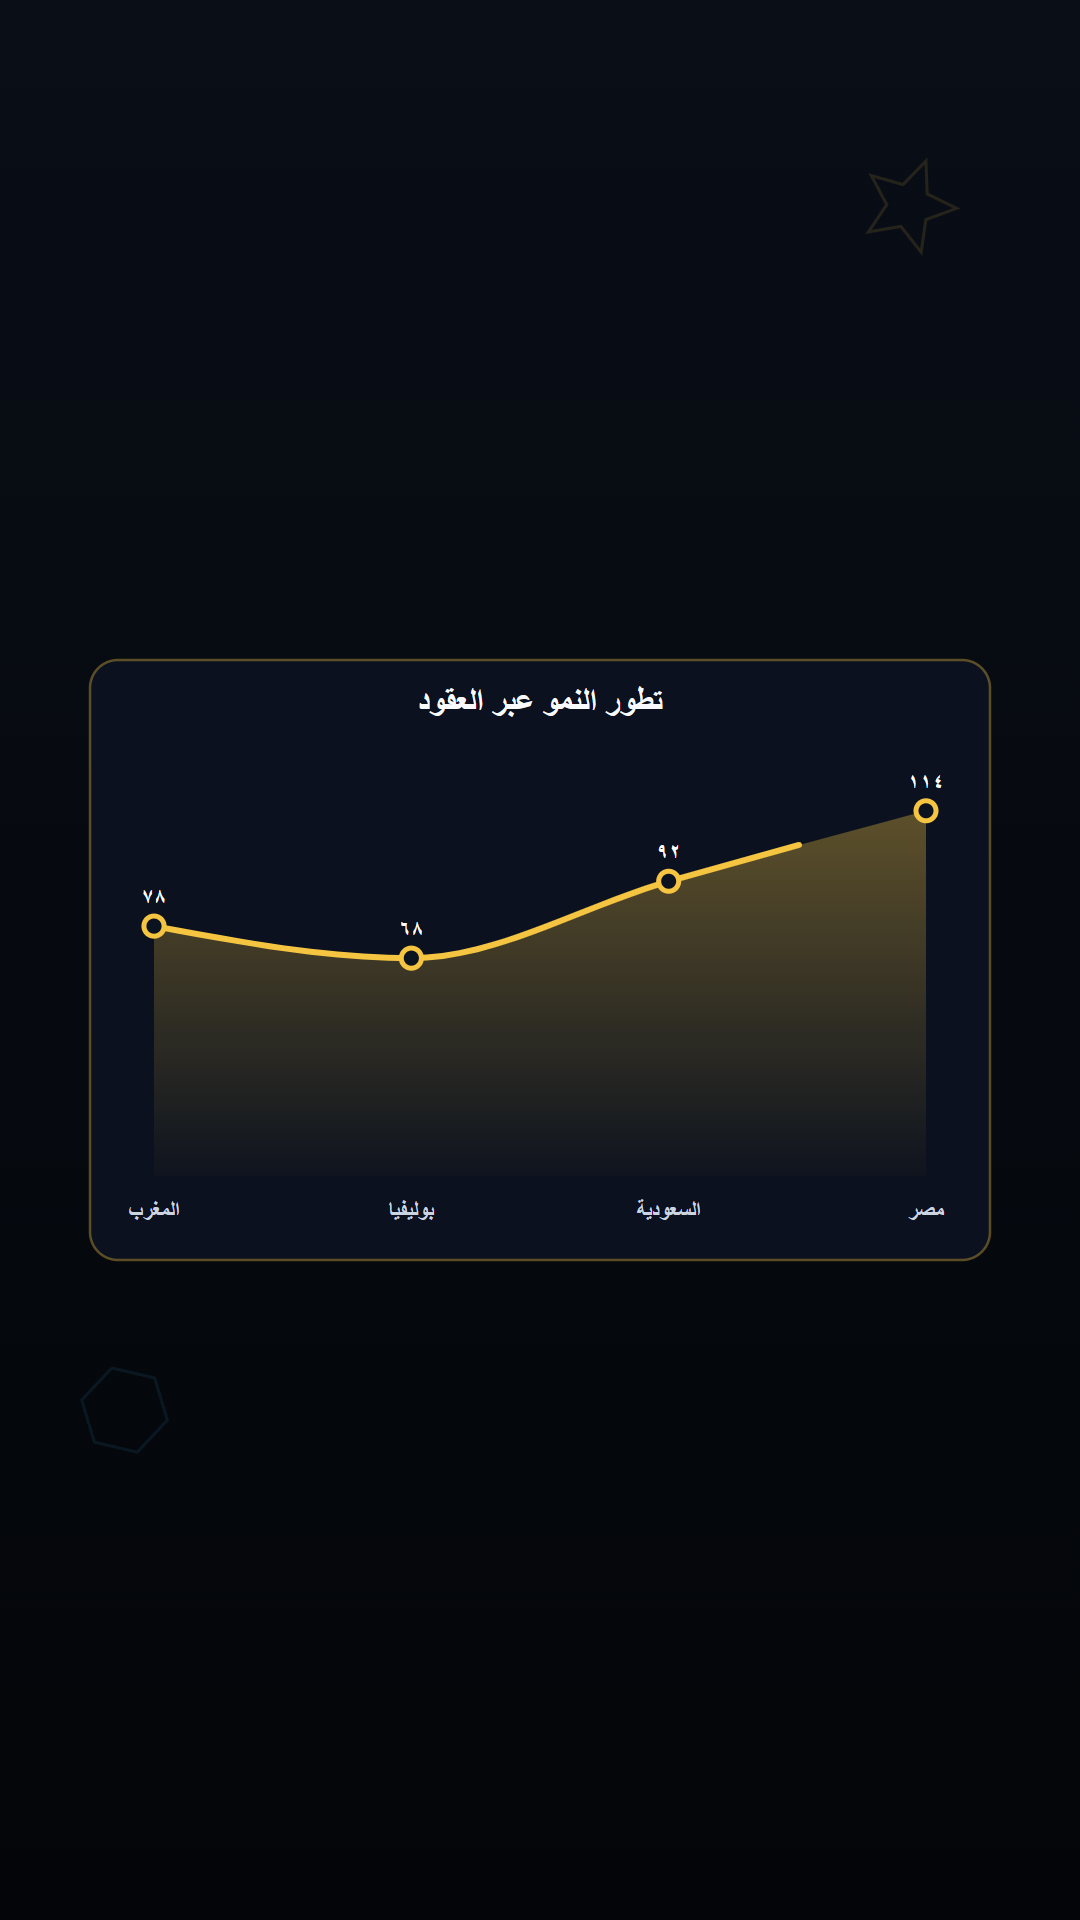 تطور النمو عبر العقود
١١٤
٩٢
٧٨
٦٨
المغرب
بوليفيا
السعودية
مصر